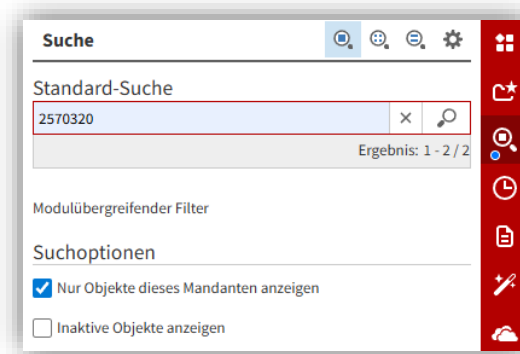 Suche
Standard-Suche
2570320
Ergebnis: 1 - 2 / 2
Modulübergreifender Filter
Suchoptionen
Nur Objekte dieses Mandanten anzeigen
Inaktive Objekte anzeigen